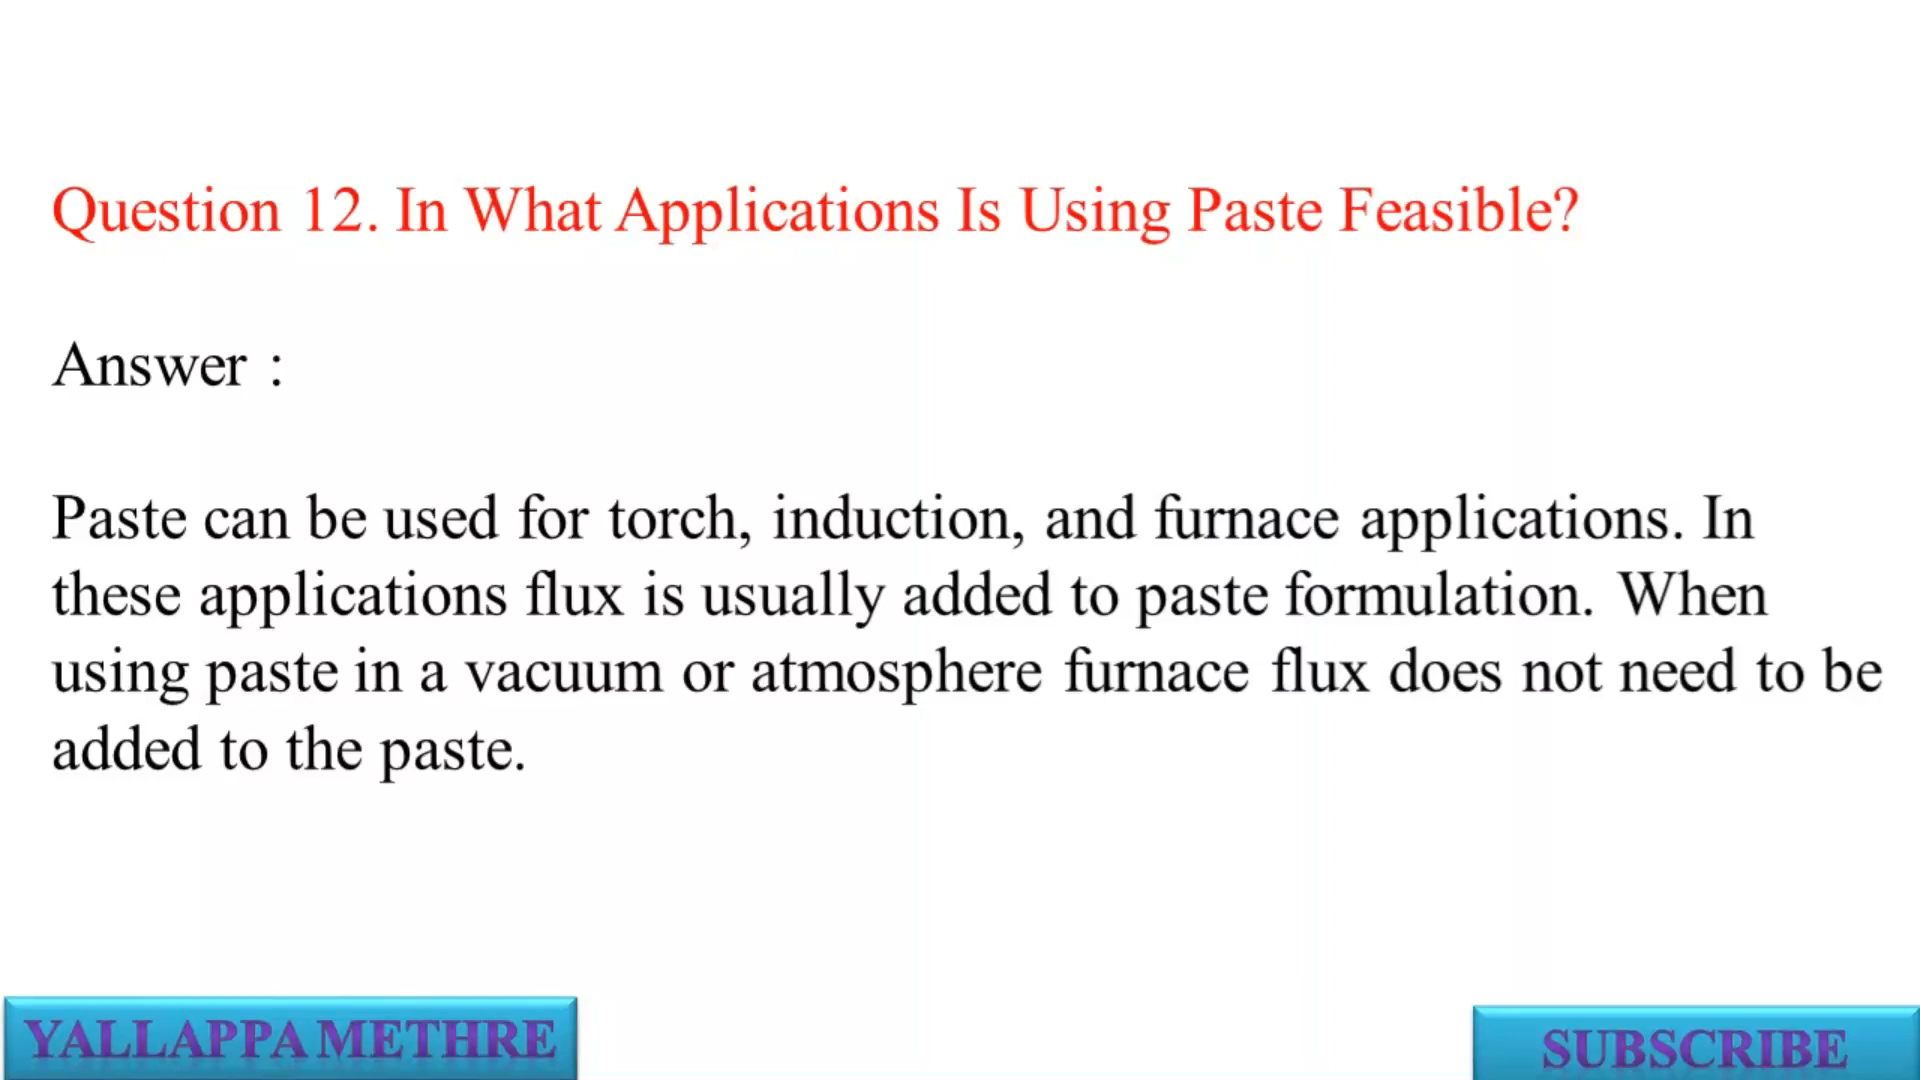 Question 12. In What Applications Is Using Paste Feasible?
Answer :
Paste can be used for torch, induction, and furnace applications. In
these applications flux is usually added to paste formulation. When
using paste in a vacuum or atmosphere furnace flux does not need to be
added to the paste.
YALLAPPA METHRE
SUBSCRIBE